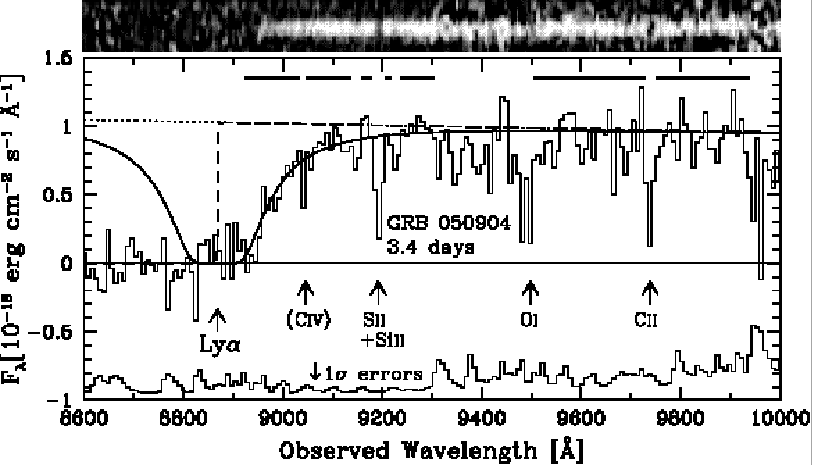 1.5
1
0.5
0
-0.5
-1
F_λ[10⁻¹⁸ erg cm⁻² s⁻¹ Å⁻¹]
GRB 050904
3.4 days
Lyα
(CIV)
SII
+SiII
OI
CII
↓1σ errors
8600 8800 9000 9200 9400 9600 9800 10000
Observed Wavelength [Å]